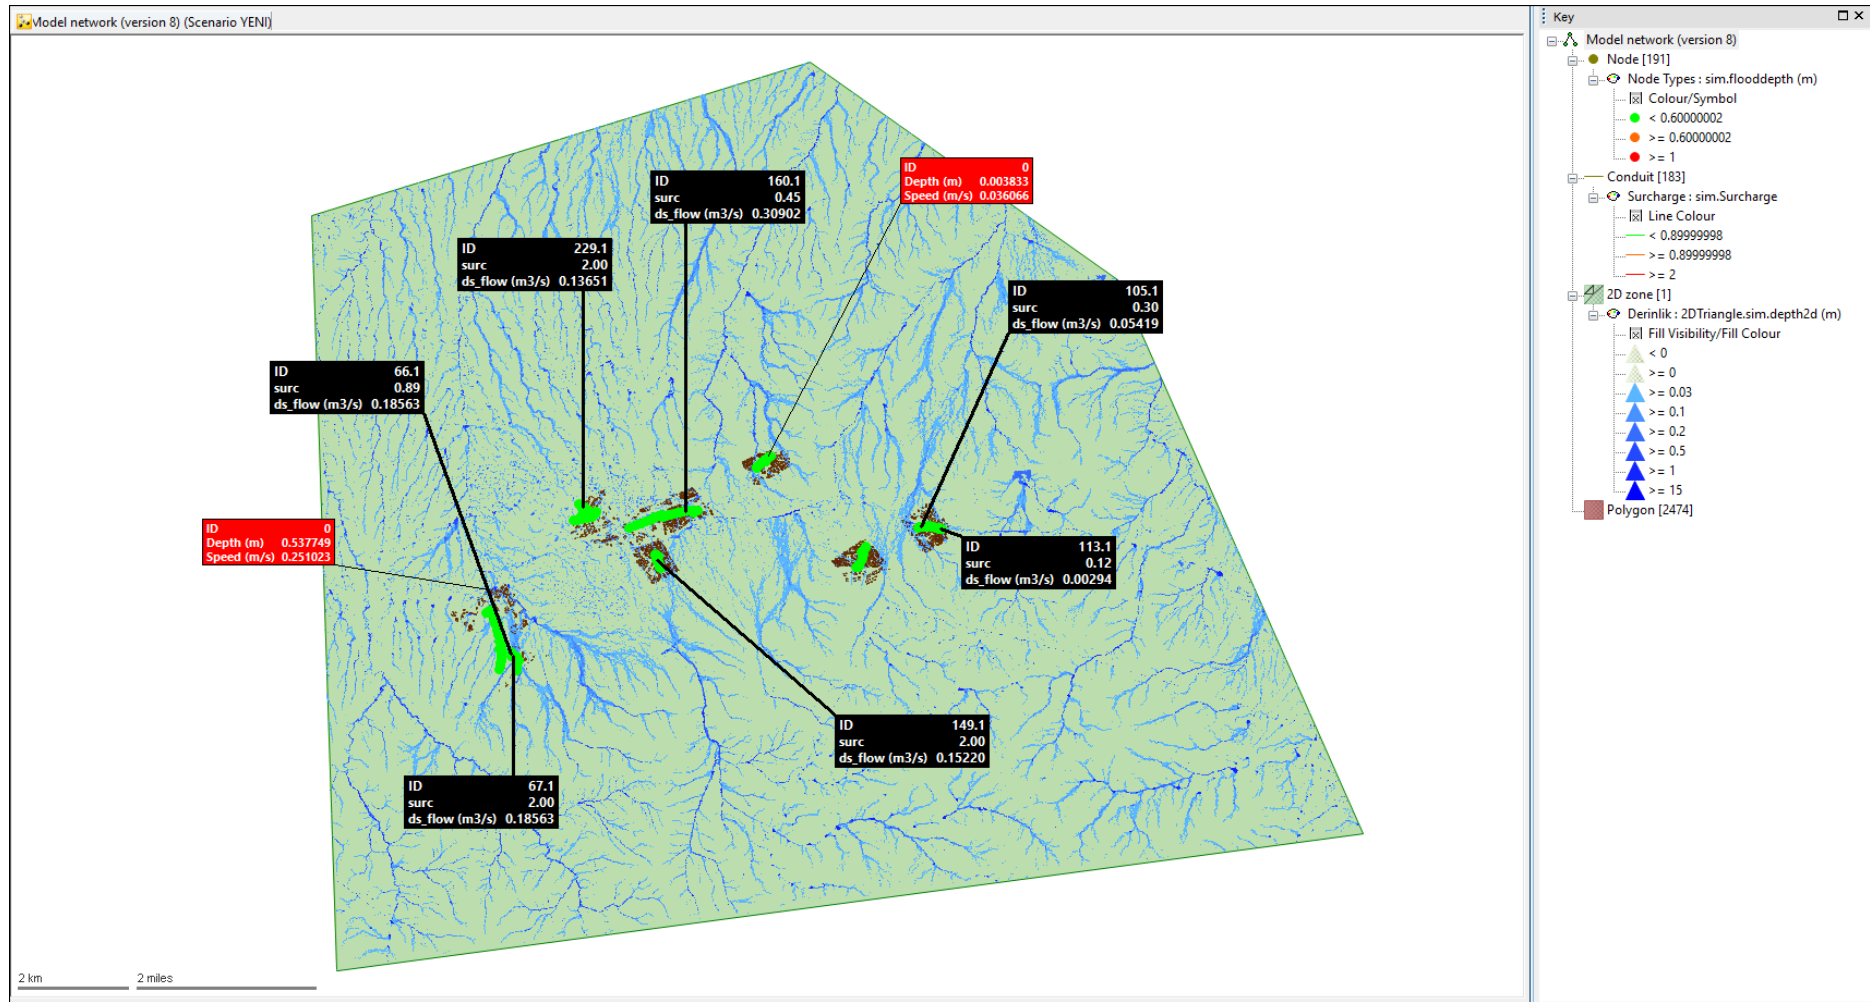 Model network (version 8) (Scenario YENI)
ID 160.1
surc 0.45
ds_flow (m3/s) 0.30902
ID 0
Depth (m) 0.003833
Speed (m/s) 0.036066
ID 229.1
surc 2.00
ds_flow (m3/s) 0.13651
ID 105.1
surc 0.30
ds_flow (m3/s) 0.05419
ID 66.1
surc 0.89
ds_flow (m3/s) 0.18563
ID 0
Depth (m) 0.537749
Speed (m/s) 0.251023
ID 113.1
surc 0.12
ds_flow (m3/s) 0.00294
ID 149.1
surc 2.00
ds_flow (m3/s) 0.15220
ID 67.1
surc 2.00
ds_flow (m3/s) 0.18563
2 km
2 miles
Key
Model network (version 8)
Node [191]
Node Types : sim.flooddepth (m)
Colour/Symbol
< 0.60000002
>= 0.60000002
>= 1
Conduit [183]
Surcharge : sim.Surcharge
Line Colour
< 0.89999998
>= 0.89999998
>= 2
2D zone [1]
Derinlik : 2DTriangle.sim.depth2d (m)
Fill Visibility/Fill Colour
< 0
>= 0
>= 0.03
>= 0.1
>= 0.2
>= 0.5
>= 1
>= 15
Polygon [2474]